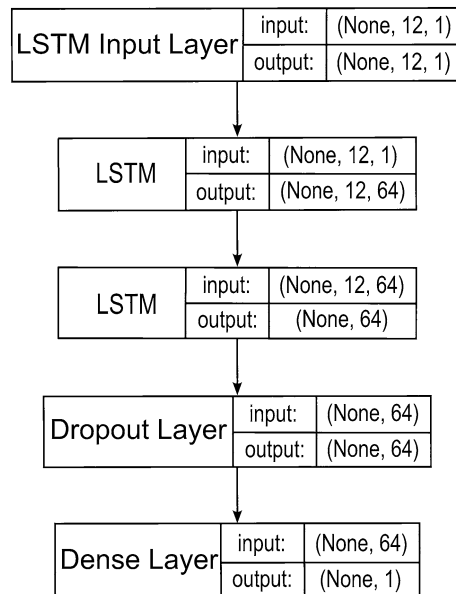 LSTM Input Layer input: (None, 12, 1)
output: (None, 12, 1)
LSTM input: (None, 12, 1)
output: (None, 12, 64)
LSTM input: (None, 12, 64)
output: (None, 64)
Dropout Layer input: (None, 64)
output: (None, 64)
Dense Layer input: (None, 64)
output: (None, 1)